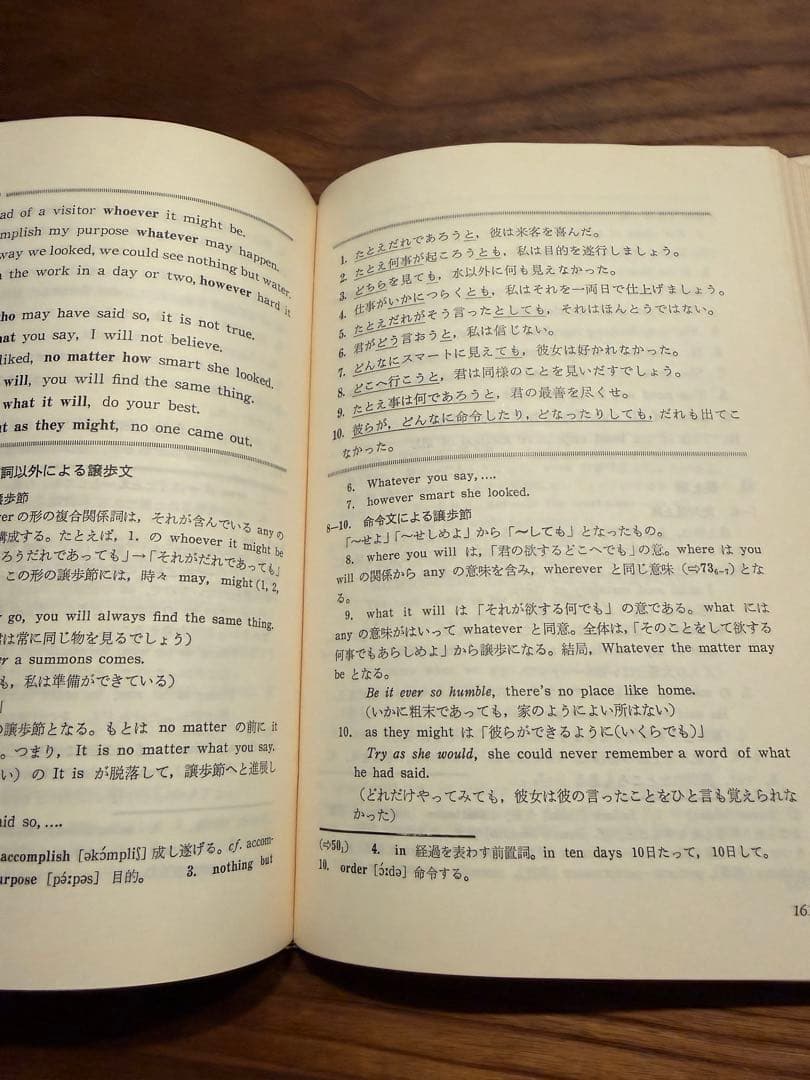 ad of a visitor whoever it might be.
mplish my purpose whatever may happen.
way we looked, we could see nothing but water.
the work in a day or two, however hard it
ho may have said so, it is not true.
at you say, I will not believe.
liked, no matter how smart she looked.
will, you will find the same thing.
what it will, do your best.
as they might, no one came out.
詞以外による譲歩文
譲歩節
erの形の複合関係詞は，それが含んでいる anyの
構成する。たとえば，1. の whoever it might be
ろうだれであっても」→「それがだれであっても」
この形の譲歩節には，時々 may, might (1, 2,
go, you will always find the same thing.
は常に同じ物を見るでしょう）
er a summons comes.
も，私は準備ができている）
」
譲歩節となる。もとは no matter の前に it
。つまり，It is no matter what you say.
い）の It is が脱落して，譲歩節へと進展し
aid so, ....
accomplish [əkɔ́mpliʃ] 成し遂げる。cf. accom-
urpose [pə́ːpəs] 目的。 3. nothing but
1. たとえだれであろうと，彼は来客を喜んだ。
2. たとえ何事が起ころうとも，私は目的を遂行しましょう。
3. どちらを見ても，水以外に何も見えなかった。
4. 仕事がいかにつらくとも，私はそれを一両日で仕上げましょう。
5. たとえだれがそう言ったとしても，それはほんとうではない。
6. 君がどう言おうと，私は信じない。
7. どんなにスマートに見えても，彼女は好かれなかった。
8. どこへ行こうと，君は同様のことを見いだすでしょう。
9. たとえ事は何であろうと，君の最善を尽くせ。
10. 彼らが，どんなに命令したり，どなったりしても，だれも出てこ
なかった。
6. Whatever you say, ....
7. however smart she looked.
8–10. 命令文による譲歩節
「～せよ」「～せしめよ」から「～しても」となったもの。
8. where you will は，「君の欲するどこへでも」の意。where は you
will の関係から any の意味を含み，wherever と同じ意味（⇨73₆₋₇）とな
る。
9. what it will は「それが欲する何でも」の意である。what には
any の意味がはいって whatever と同意。全体は，「そのことをして欲する
何事でもあらしめよ」から譲歩になる。結局，Whatever the matter may
be となる。
Be it ever so humble, there's no place like home.
（いかに粗末であっても，家のようによい所はない）
10. as they might は「彼らができるように（いくらでも）」
Try as she would, she could never remember a word of what
he had said.
（どれだけやってみても，彼女は彼の言ったことをひと言も覚えられな
かった）
（⇨50₁） 4. in 経過を表わす前置詞。in ten days 10日たって，10日して。
10. order [ɔ́ːdə] 命令する。